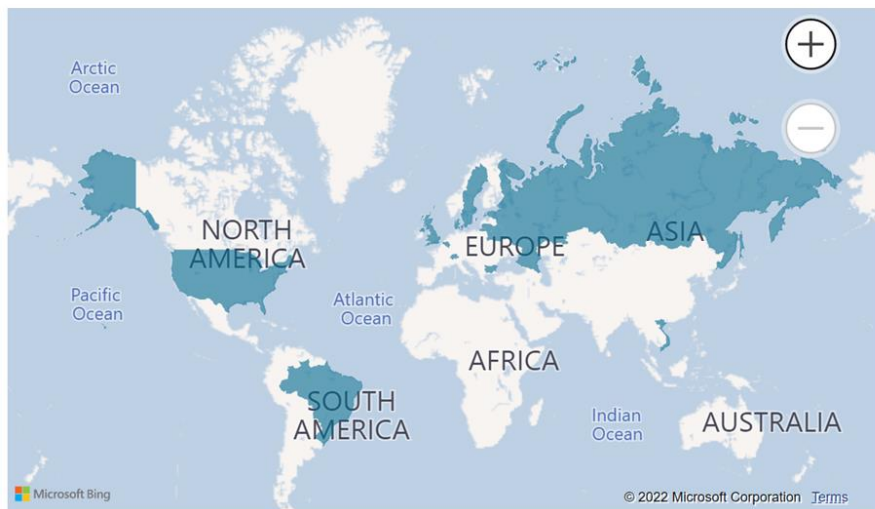 Arctic
Ocean
NORTH
AMERICA
EUROPE
ASIA
Pacific
Ocean
Atlantic
Ocean
AFRICA
SOUTH
AMERICA
Indian
Ocean
AUSTRALIA
Microsoft Bing
© 2022 Microsoft Corporation Terms